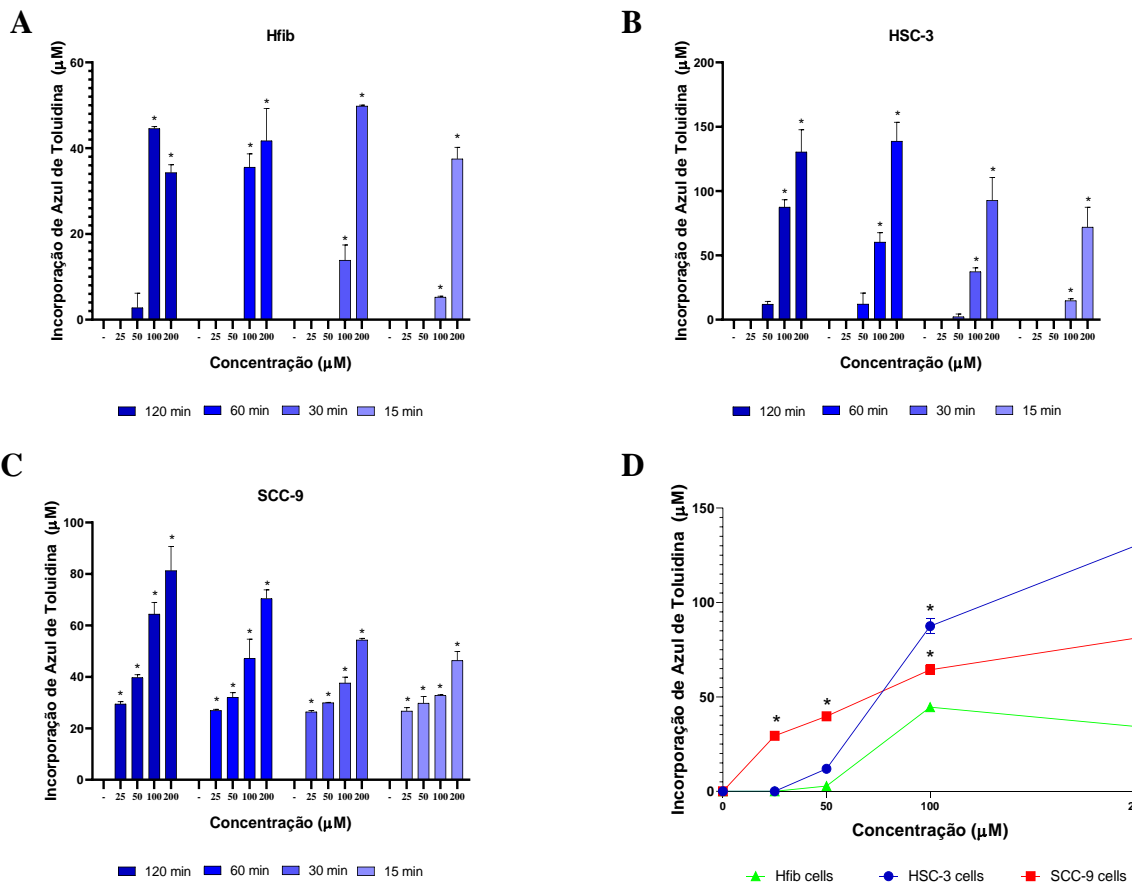 A
Hfib
Incorporação de Azul de Toluidina (μM)
60
40
20
0
* * * * * * * *
- 25 50 100 200 - 25 50 100 200 - 25 50 100 200 - 25 50 100 200
Concentração (μM)
120 min 60 min 30 min 15 min
B
HSC-3
Incorporação de Azul de Toluidina (μM)
200
150
100
50
0
* * * * * * * *
- 25 50 100 200 - 25 50 100 200 - 25 50 100 200 - 25 50 100 200
Concentração (μM)
120 min 60 min 30 min 15 min
C
SCC-9
Incorporação de Azul de Toluidina (μM)
100
80
60
40
20
0
* * * * * * * * * * * * * * * *
- 25 50 100 200 - 25 50 100 200 - 25 50 100 200 - 25 50 100 200
Concentração (μM)
120 min 60 min 30 min 15 min
D
Incorporação de Azul de Toluidina (μM)
150
100
50
0
* * * *
0 50 100
Concentração (μM)
Hfib cells HSC-3 cells SCC-9 cells